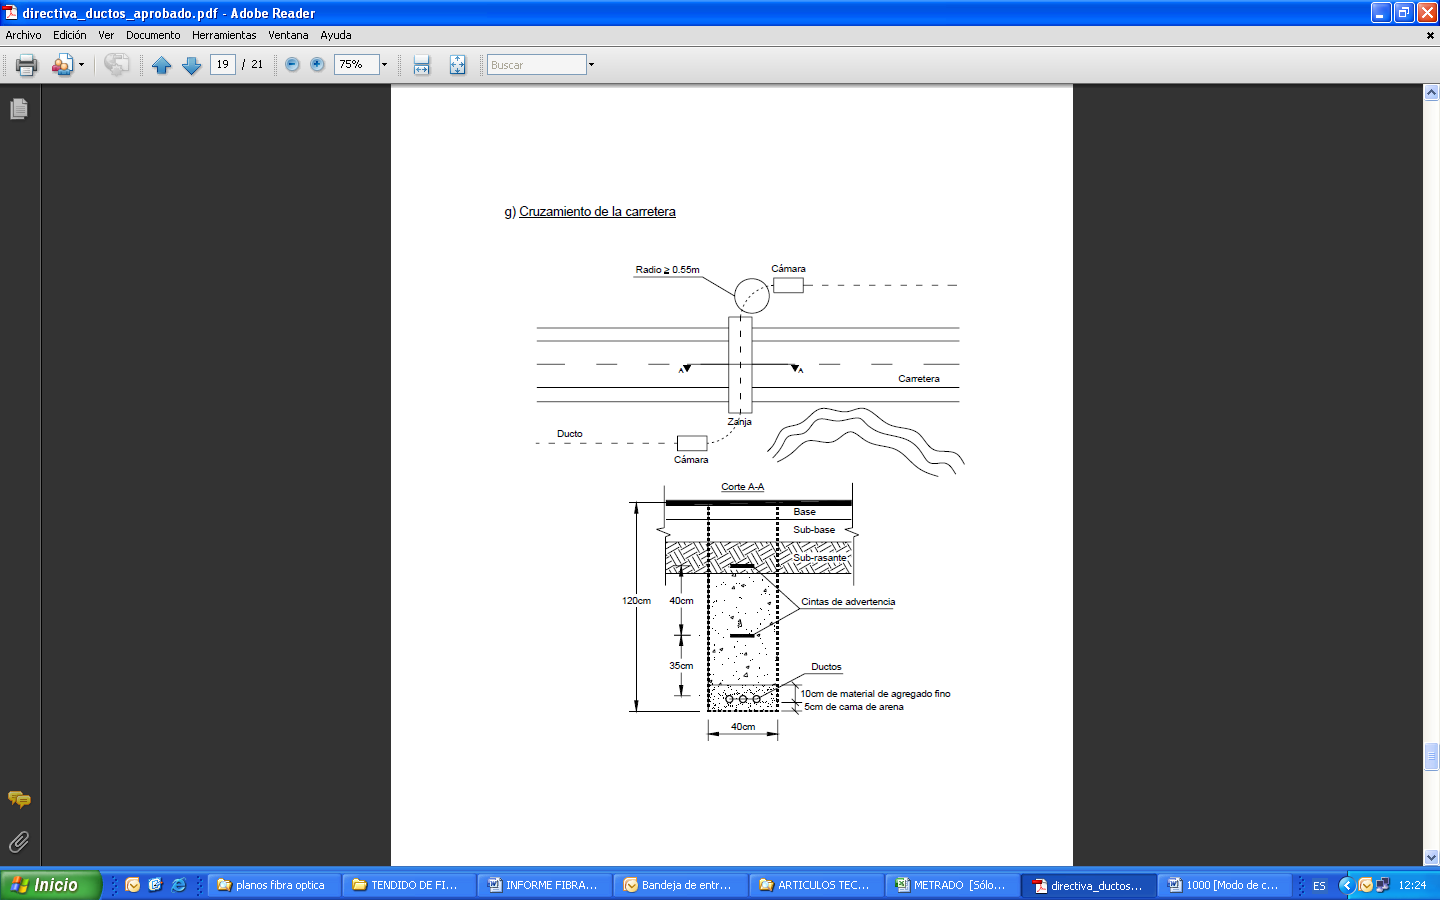 directiva_ductos_aprobado.pdf - Adobe Reader
Archivo Edición Ver Documento Herramientas Ventana Ayuda
19 / 21 75% Buscar
g) Cruzamiento de la carretera
Radio ≥ 0.55m
Cámara
A A
Carretera
Zanja
Ducto
Cámara
Corte A-A
Base
Sub-base
Sub-rasante
120cm
40cm
Cintas de advertencia
35cm
Ductos
10cm de material de agregado fino
5cm de cama de arena
40cm
Inicio planos fibra optica TENDIDO DE FI... INFORME FIBRA... Bandeja de entr... ARTICULOS TEC... METRADO [Sólo... directiva_ductos... 1000 [Modo de c... ES 12:24